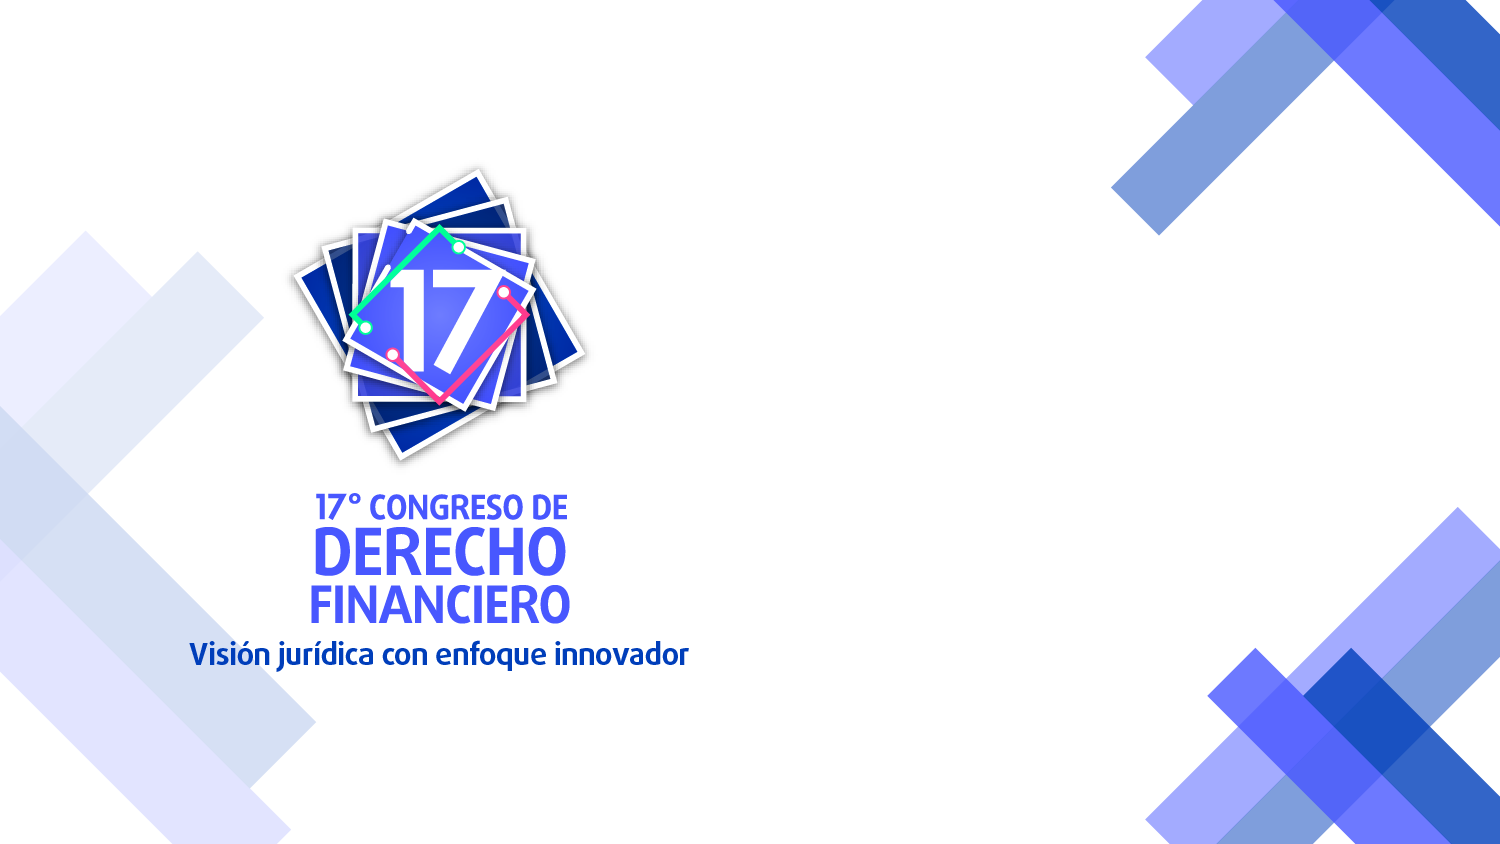 17
17° CONGRESO DE
DERECHO
FINANCIERO
Visión jurídica con enfoque innovador